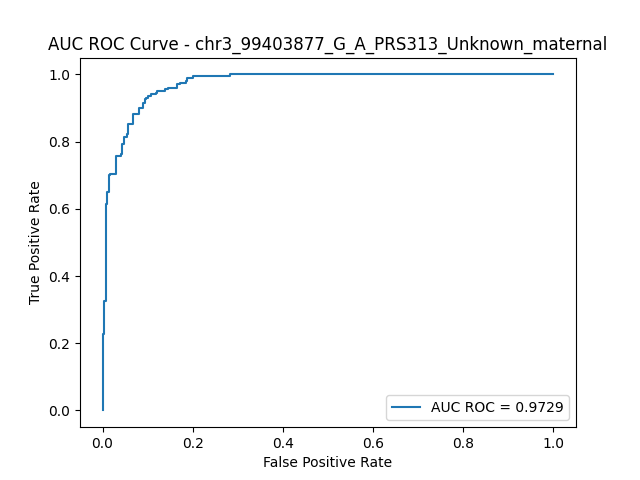 AUC ROC Curve - chr3_99403877_G_A_PRS313_Unknown_maternal
True Positive Rate
1.0
0.8
0.6
0.4
0.2
0.0
AUC ROC = 0.9729
0.0 0.2 0.4 0.6 0.8 1.0
False Positive Rate